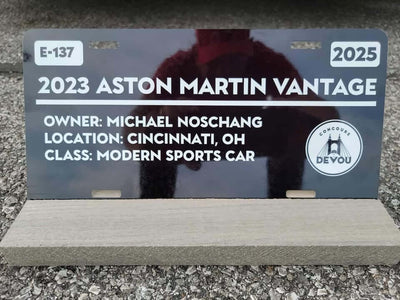 E-137
2025
2023 ASTON MARTIN VANTAGE
OWNER: MICHAEL NOSCHANG
LOCATION: CINCINNATI, OH
CLASS: MODERN SPORTS CAR
CONCOURS
DEVOU